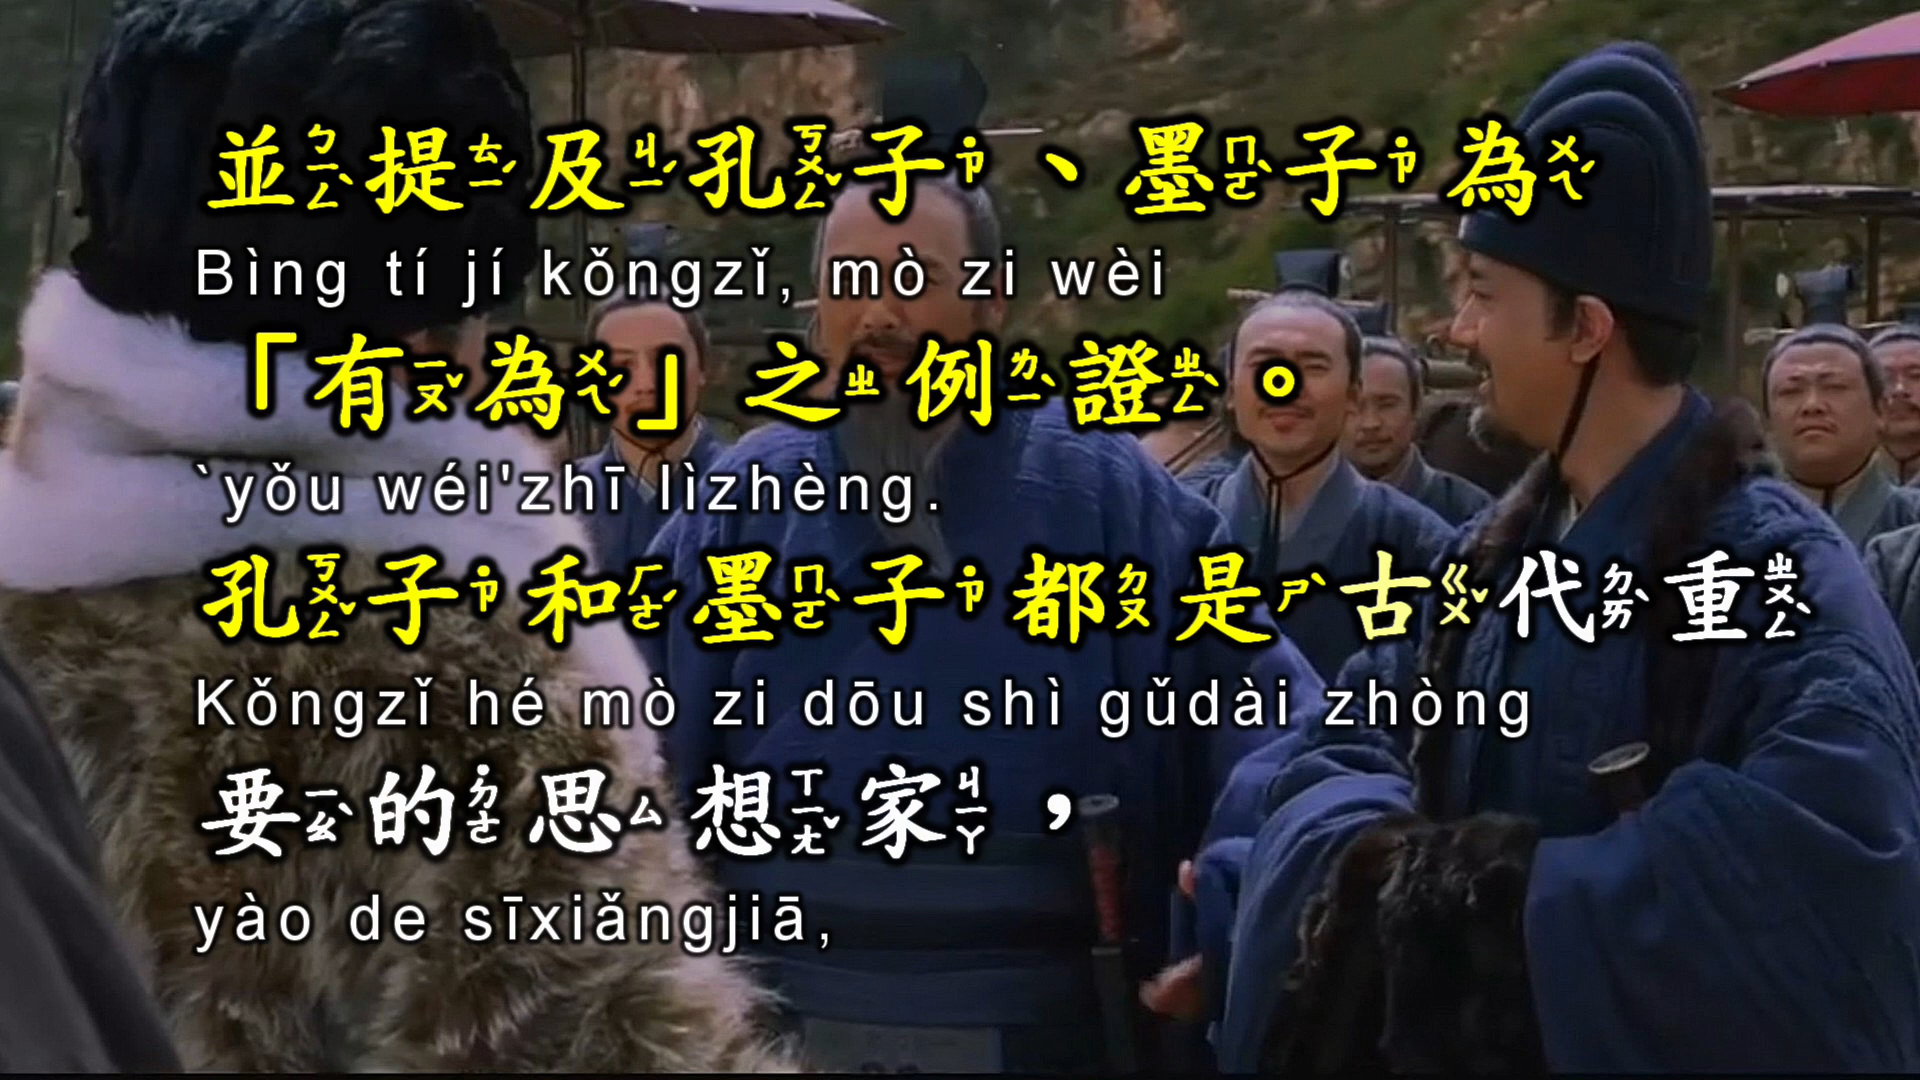 並提及孔子、墨子為
Bìng tí jí kǒngzǐ, mò zi wèi
「有為」之例證。
`yǒu wéi'zhī lìzhèng.
孔子和墨子都是古代重
Kǒngzǐ hé mò zi dōu shì gǔdài zhòng
要的思想家，
yào de sīxiǎngjiā,